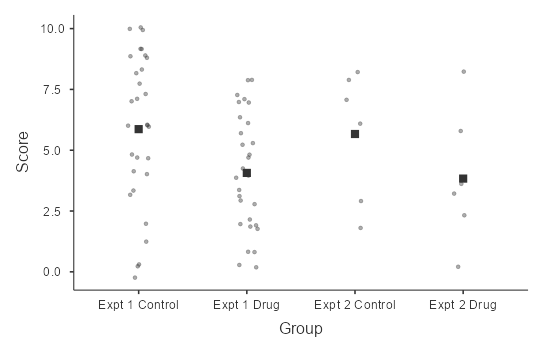 10.0
7.5
5.0
2.5
0.0
Score
Expt 1 Control Expt 1 Drug Expt 2 Control Expt 2 Drug
Group